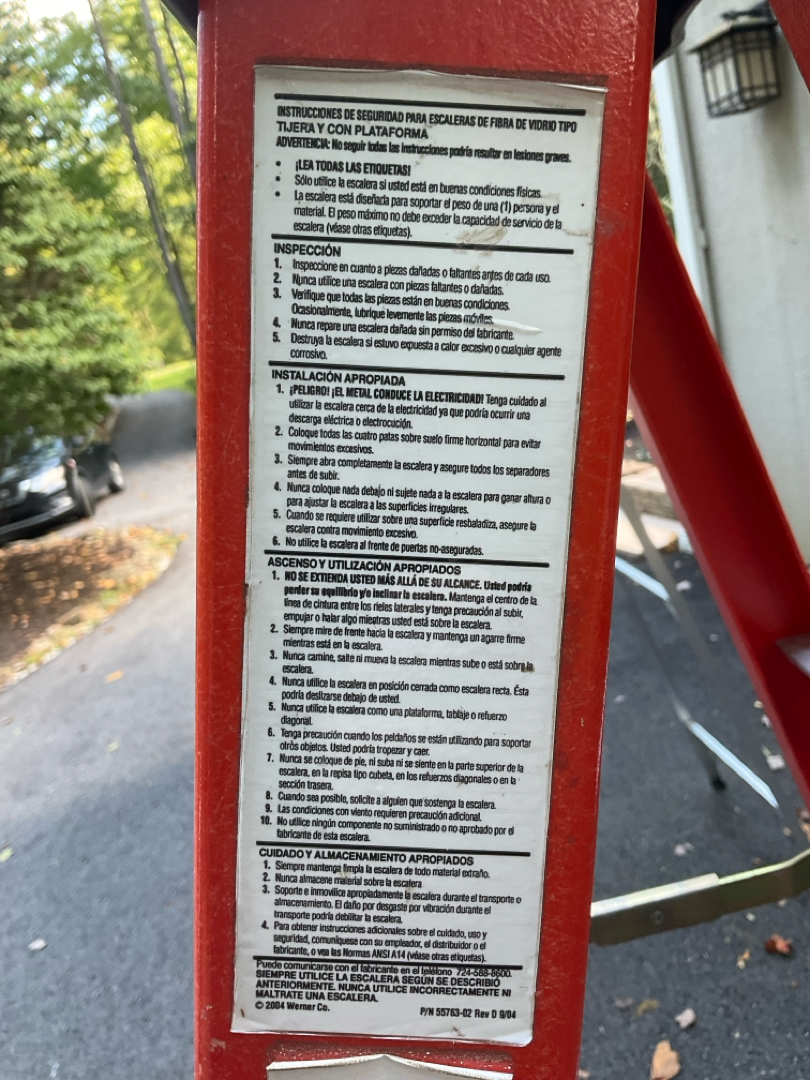 INSTRUCCIONES DE SEGURIDAD PARA ESCALERAS DE FIBRA DE VIDRIO TIPO
TIJERA Y CON PLATAFORMA
ADVERTENCIA: No seguir todas las instrucciones podría resultar en lesiones graves.
• ¡LEA TODAS LAS ETIQUETAS!
• Sólo utilice la escalera si usted está en buenas condiciones físicas.
• La escalera está diseñada para soportar el peso de una (1) persona y el
material. El peso máximo no debe exceder la capacidad de servicio de la
escalera (véase otras etiquetas).
INSPECCIÓN
1. Inspeccione en cuanto a piezas dañadas o faltantes antes de cada uso.
2. Nunca utilice una escalera con piezas faltantes o dañadas.
3. Verifique que todas las piezas están en buenas condiciones.
Ocasionalmente, lubrique levemente las piezas móviles.
4. Nunca repare una escalera dañada sin permiso del fabricante.
5. Destruya la escalera si estuvo expuesta a calor excesivo o cualquier agente
corrosivo.
INSTALACIÓN APROPIADA
1. ¡PELIGRO! ¡EL METAL CONDUCE LA ELECTRICIDAD! Tenga cuidado al
utilizar la escalera cerca de la electricidad ya que podría ocurrir una
descarga eléctrica o electrocución.
2. Coloque todas las cuatro patas sobre suelo firme horizontal para evitar
movimientos excesivos.
3. Siempre abra completamente la escalera y asegure todos los separadores
antes de subir.
4. Nunca coloque nada debajo ni sujete nada a la escalera para ganar altura o
para ajustar la escalera a las superficies irregulares.
5. Cuando se requiere utilizar sobre una superficie resbaladiza, asegure la
escalera contra movimiento excesivo.
6. No utilice la escalera al frente de puertas no-aseguradas.
ASCENSO Y UTILIZACIÓN APROPIADOS
1. NO SE EXTIENDA USTED MÁS ALLÁ DE SU ALCANCE. Usted podría
perder su equilibrio y/o inclinar la escalera. Mantenga el centro de la
línea de cintura entre los rieles laterales y tenga precaución al subir,
empujar o halar algo mientras usted está sobre la escalera.
2. Siempre mire de frente hacia la escalera y mantenga un agarre firme
mientras está en la escalera.
3. Nunca camine, salte ni mueva la escalera mientras sube o está sobre la
escalera.
4. Nunca utilice la escalera en posición cerrada como escalera recta. Ésta
podría deslizarse debajo de usted.
5. Nunca utilice la escalera como una plataforma, tablaje o refuerzo
diagonal.
6. Tenga precaución cuando los peldaños se están utilizando para soportar
otros objetos. Usted podría tropezar y caer.
7. Nunca se coloque de pie, ni suba ni se siente en la parte superior de la
escalera, en la repisa tipo cubeta, en los refuerzos diagonales o en la
sección trasera.
8. Cuando sea posible, solicite a alguien que sostenga la escalera.
9. Las condiciones con viento requieren precaución adicional.
10. No utilice ningún componente no suministrado o no aprobado por el
fabricante de esta escalera.
CUIDADO Y ALMACENAMIENTO APROPIADOS
1. Siempre mantenga limpia la escalera de todo material extraño.
2. Nunca almacene material sobre la escalera
3. Soporte e inmovilice apropiadamente la escalera durante el transporte o
almacenamiento. El daño por desgaste por vibración durante el
transporte podría debilitar la escalera.
4. Para obtener instrucciones adicionales sobre el cuidado, uso y
seguridad, comuníquese con su empleador, el distribuidor o el
fabricante, o vea las Normas ANSI A14 (véase otras etiquetas).
Puede comunicarse con el fabricante en el teléfono 724-588-8600.
SIEMPRE UTILICE LA ESCALERA SEGÚN SE DESCRIBIÓ
ANTERIORMENTE. NUNCA UTILICE INCORRECTAMENTE NI
MALTRATE UNA ESCALERA.
© 2004 Werner Co. P/N 55763-02 Rev D 9/04